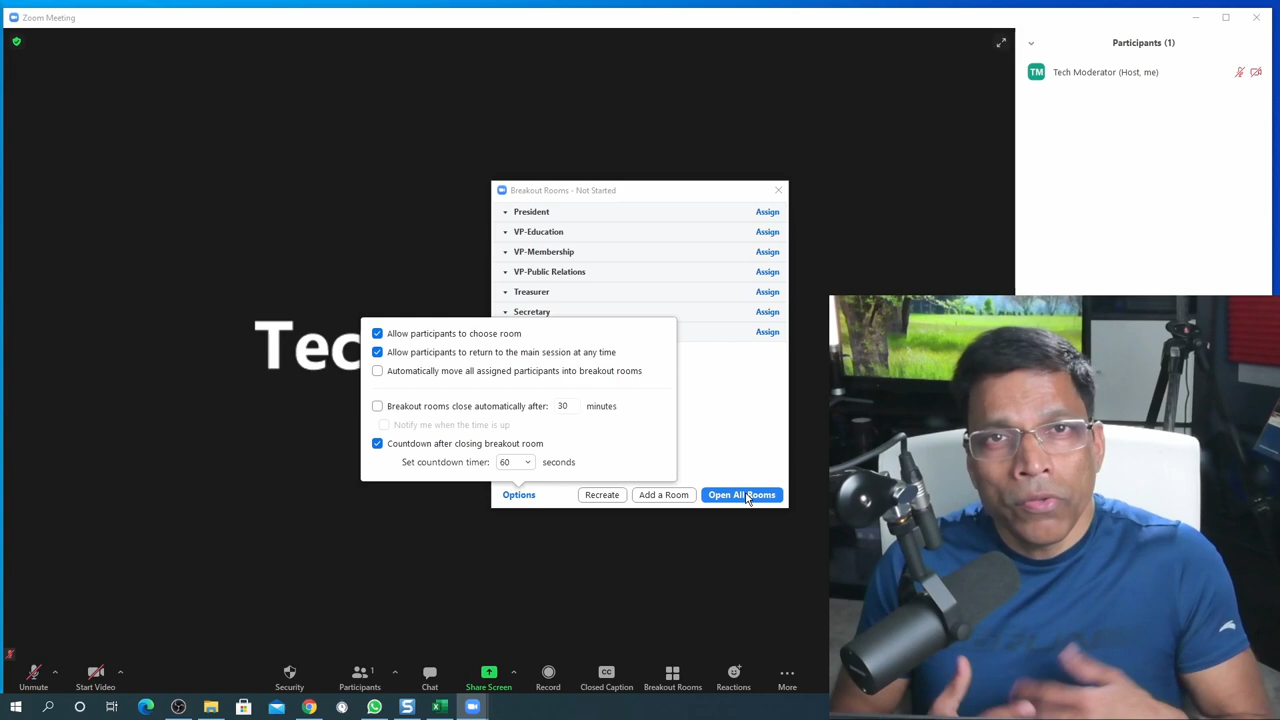 Zoom Meeting
Participants (1)
TM Tech Moderator (Host, me)
Breakout Rooms - Not Started
President Assign
VP-Education Assign
VP-Membership Assign
VP-Public Relations Assign
Treasurer Assign
Secretary Assign
Assign
Tec
Allow participants to choose room
Allow participants to return to the main session at any time
Automatically move all assigned participants into breakout rooms
Breakout rooms close automatically after: 30 minutes
Notify me when the time is up
Countdown after closing breakout room
Set countdown timer: 60 seconds
Options Recreate Add a Room Open All Rooms
1
CC
Unmute Start Video Security Participants Chat Share Screen Record Closed Caption Breakout Rooms Reactions More